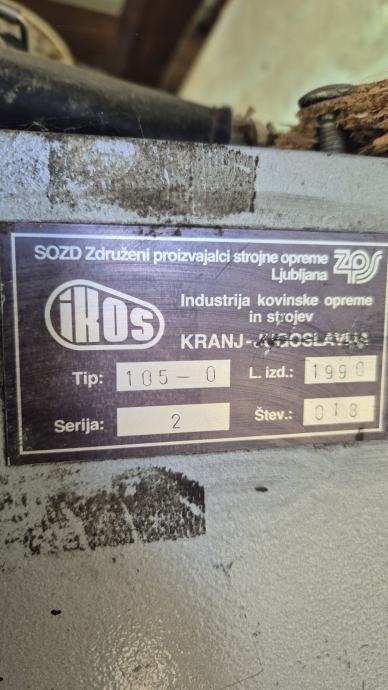 SOZD Združeni proizvajalci strojne opreme
Ljubljana
ZPS
IKOS
Industrija kovinske opreme
in strojev
KRANJ-JUGOSLAVIJA
Tip: 105-0
L. izd.: 1990
Serija: 2
Štev.: 018